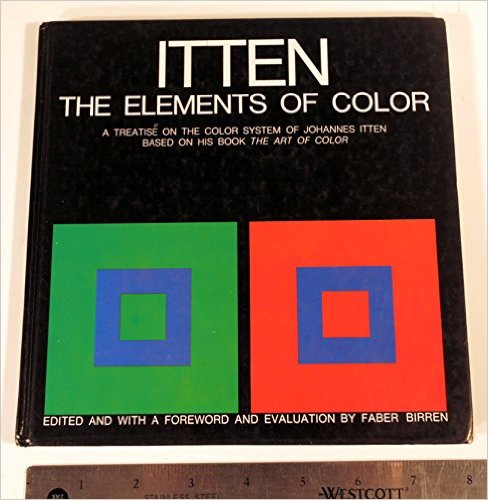 ITTEN
THE ELEMENTS OF COLOR
A TREATISE ON THE COLOR SYSTEM OF JOHANNES ITTEN
BASED ON HIS BOOK THE ART OF COLOR
EDITED AND WITH A FOREWORD AND EVALUATION BY FABER BIRREN
1 2 3 4 5 6 7 8
STAINLESS STEEL
WESTCOTT